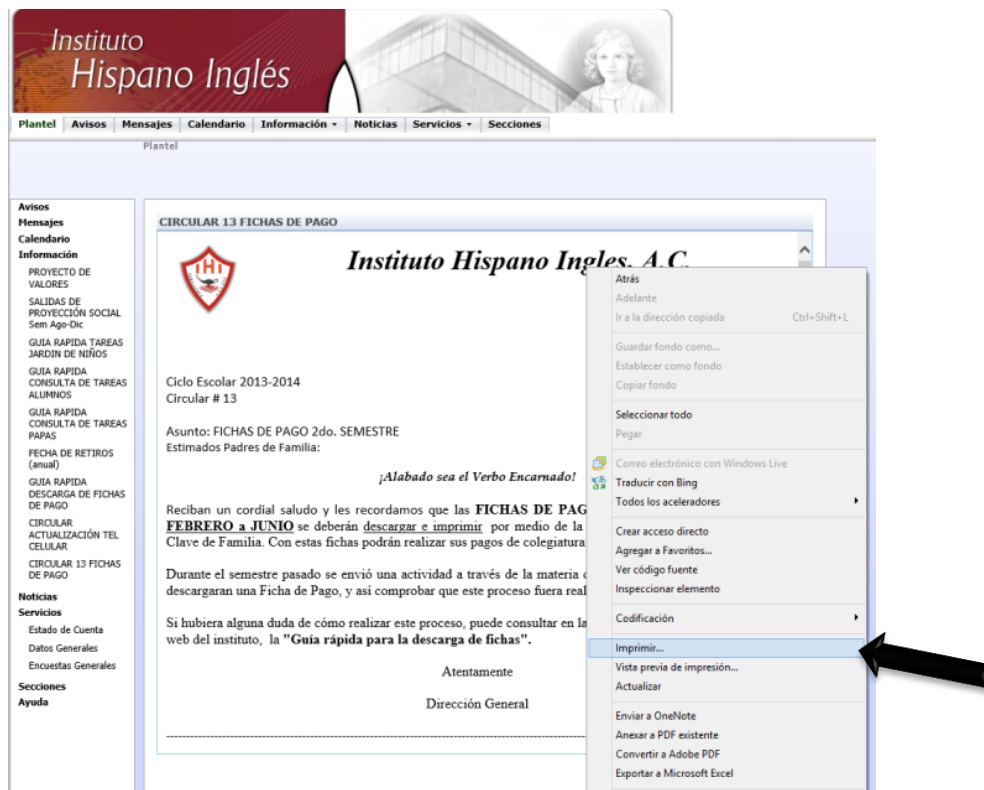 Instituto
Hispano Inglés
Plantel Avisos Mensajes Calendario Información Noticias Servicios Secciones
Plantel
Avisos
Mensajes
Calendario
Información
PROYECTO DE
VALORES
SALIDAS DE
PROYECCIÓN SOCIAL
Sem Ago-Dic
GUIA RAPIDA TAREAS
JARDIN DE NIÑOS
GUIA RAPIDA
CONSULTA DE TAREAS
ALUMNOS
GUIA RAPIDA
CONSULTA DE TAREAS
PAPAS
FECHA DE RETIROS
(anual)
GUIA RAPIDA
DESCARGA DE FICHAS
DE PAGO
CIRCULAR
ACTUALIZACIÓN TEL
CELULAR
CIRCULAR 13 FICHAS
DE PAGO
Noticias
Servicios
Estado de Cuenta
Datos Generales
Encuestas Generales
Secciones
Ayuda
CIRCULAR 13 FICHAS DE PAGO
IHI
Instituto Hispano Ingles, A.C.
Ciclo Escolar 2013-2014
Circular # 13
Asunto: FICHAS DE PAGO 2do. SEMESTRE
Estimados Padres de Familia:
¡Alabado sea el Verbo Encarnado!
Reciban un cordial saludo y les recordamos que las FICHAS DE PAG
FEBRERO a JUNIO se deberán descargar e imprimir por medio de la
Clave de Familia. Con estas fichas podrán realizar sus pagos de colegiatura
Durante el semestre pasado se envió una actividad a través de la materia
descargaran una Ficha de Pago, y así comprobar que este proceso fuera real
Si hubiera alguna duda de cómo realizar este proceso, puede consultar en la
web del instituto, la "Guía rápida para la descarga de fichas".
Atentamente
Dirección General
Atrás
Adelante
Ir a la dirección copiada Ctrl+Shift+L
Guardar fondo como...
Establecer como fondo
Copiar fondo
Seleccionar todo
Pegar
Correo electrónico con Windows Live
Traducir con Bing
Todos los aceleradores
Crear acceso directo
Agregar a Favoritos...
Ver código fuente
Inspeccionar elemento
Codificación
Imprimir...
Vista previa de impresión...
Actualizar
Enviar a OneNote
Anexar a PDF existente
Convertir a Adobe PDF
Exportar a Microsoft Excel